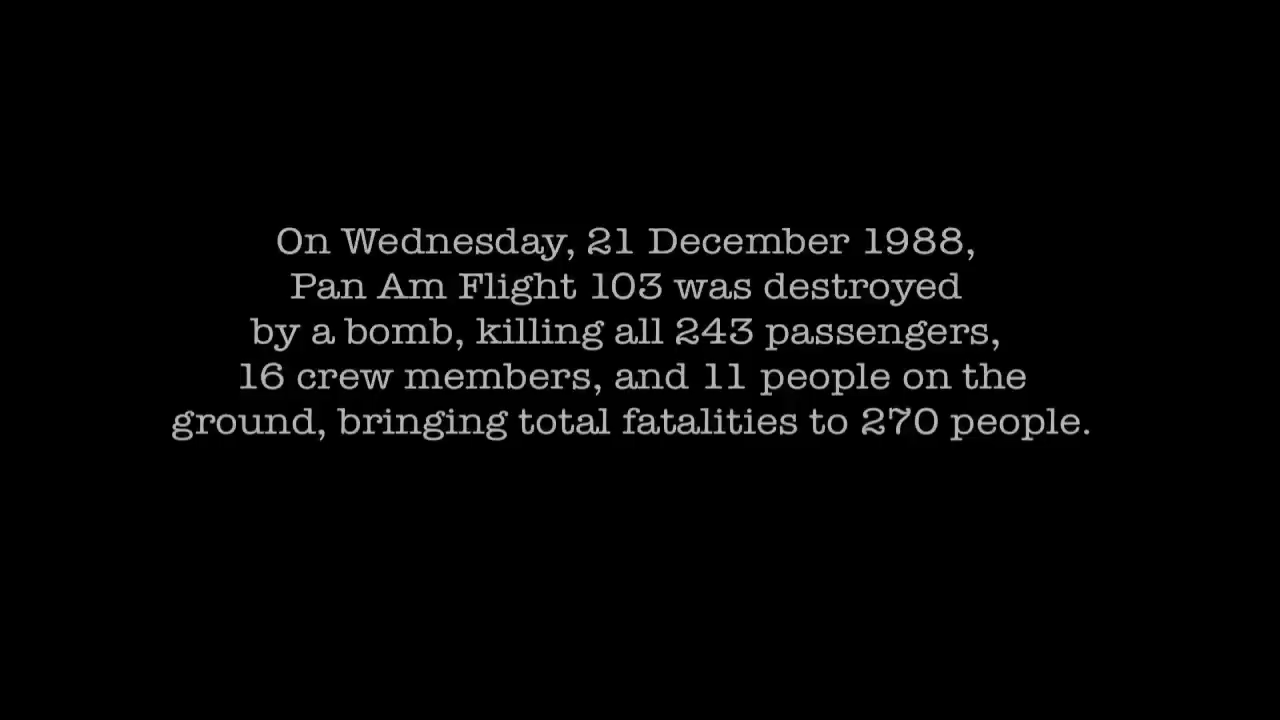 On Wednesday, 21 December 1988,
Pan Am Flight 103 was destroyed
by a bomb, killing all 243 passengers,
16 crew members, and 11 people on the
ground, bringing total fatalities to 270 people.